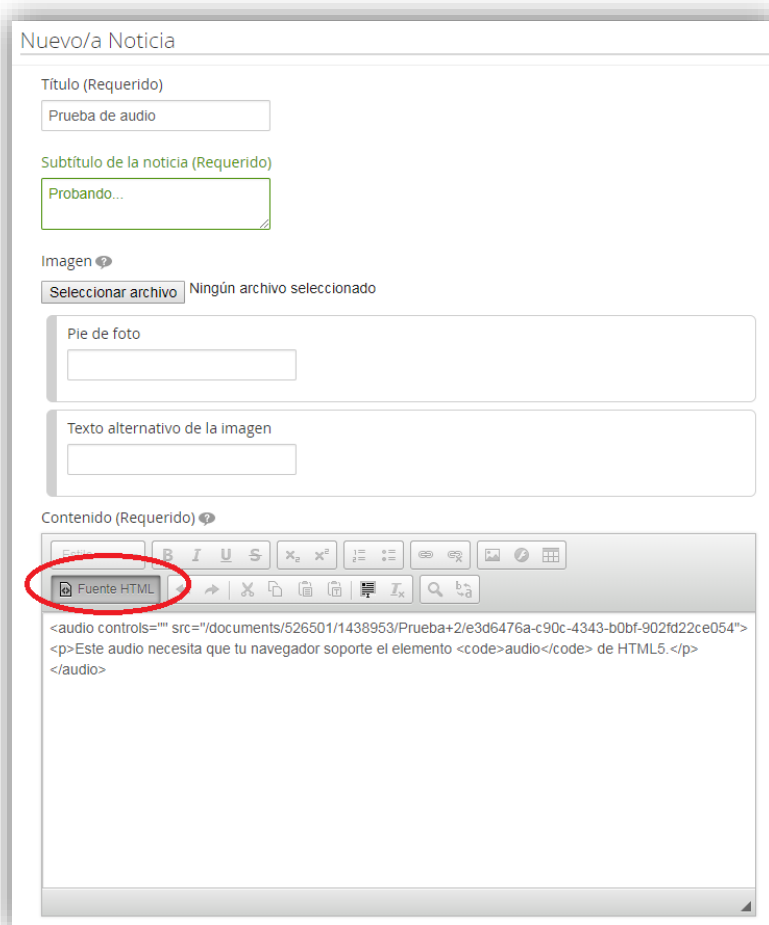 Nuevo/a Noticia
Título (Requerido)
Prueba de audio
Subtítulo de la noticia (Requerido)
Probando...
Imagen
Seleccionar archivo Ningún archivo seleccionado
Pie de foto
Texto alternativo de la imagen
Contenido (Requerido)
Estilo B I U S x₂ x²
Fuente HTML
<audio controls="" src="/documents/526501/1438953/Prueba+2/e3d6476a-c90c-4343-b0bf-902fd22ce054">
<p>Este audio necesita que tu navegador soporte el elemento <code>audio</code> de HTML5.</p>
</audio>